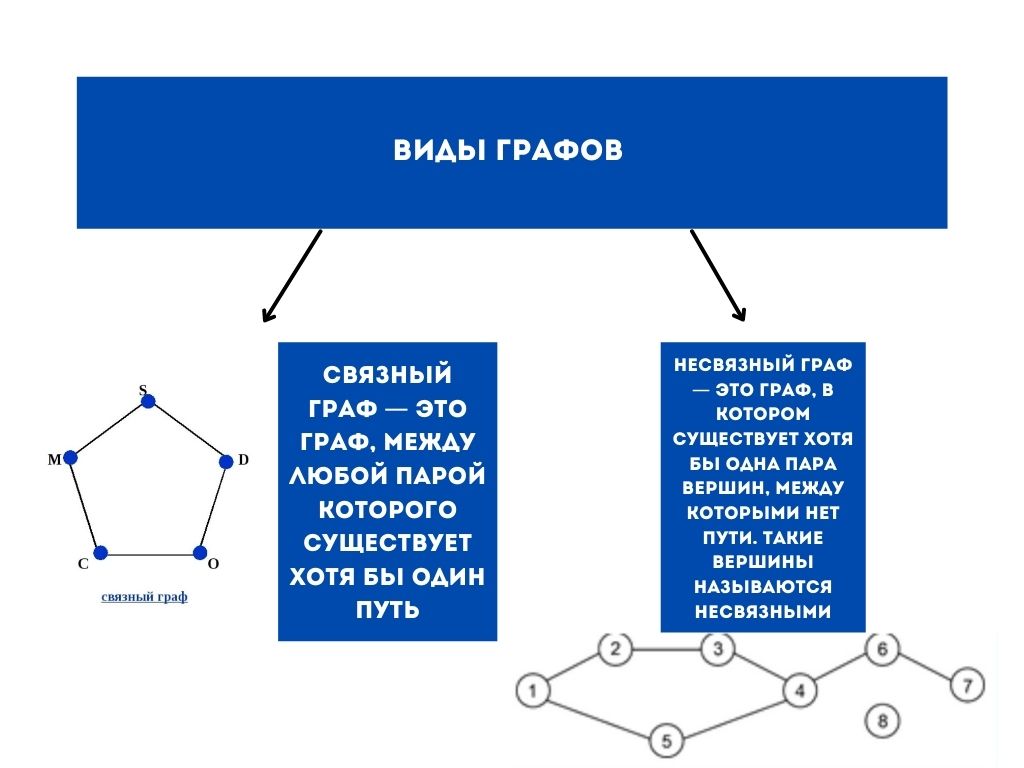 ВИДЫ ГРАФОВ
СВЯЗНЫЙ
ГРАФ — ЭТО
ГРАФ, МЕЖДУ
ЛЮБОЙ ПАРОЙ
КОТОРОГО
СУЩЕСТВУЕТ
ХОТЯ БЫ ОДИН
ПУТЬ
НЕСВЯЗНЫЙ ГРАФ
— ЭТО ГРАФ, В
КОТОРОМ
СУЩЕСТВУЕТ ХОТЯ
БЫ ОДНА ПАРА
ВЕРШИН, МЕЖДУ
КОТОРЫМИ НЕТ
ПУТИ. ТАКИЕ
ВЕРШИНЫ
НАЗЫВАЮТСЯ
НЕСВЯЗНЫМИ
S
M
D
C
O
связный граф
2
3
6
1
4
7
8
5